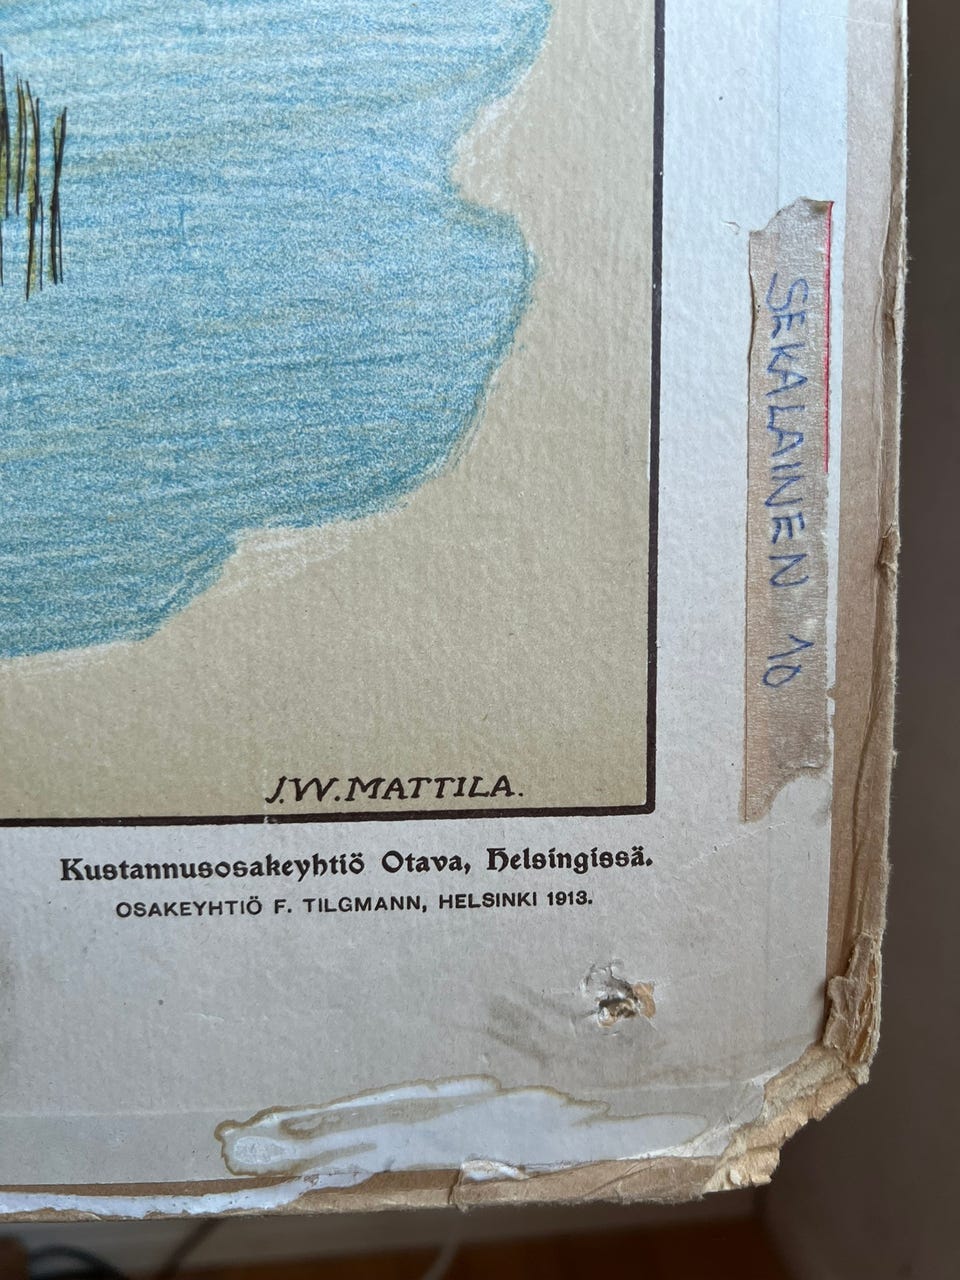 SEKALAINEN 10
J.W.MATTILA.
Kustannusosakeyhtiö Otava, Helsingissä.
OSAKEYHTIÖ F. TILGMANN, HELSINKI 1913.